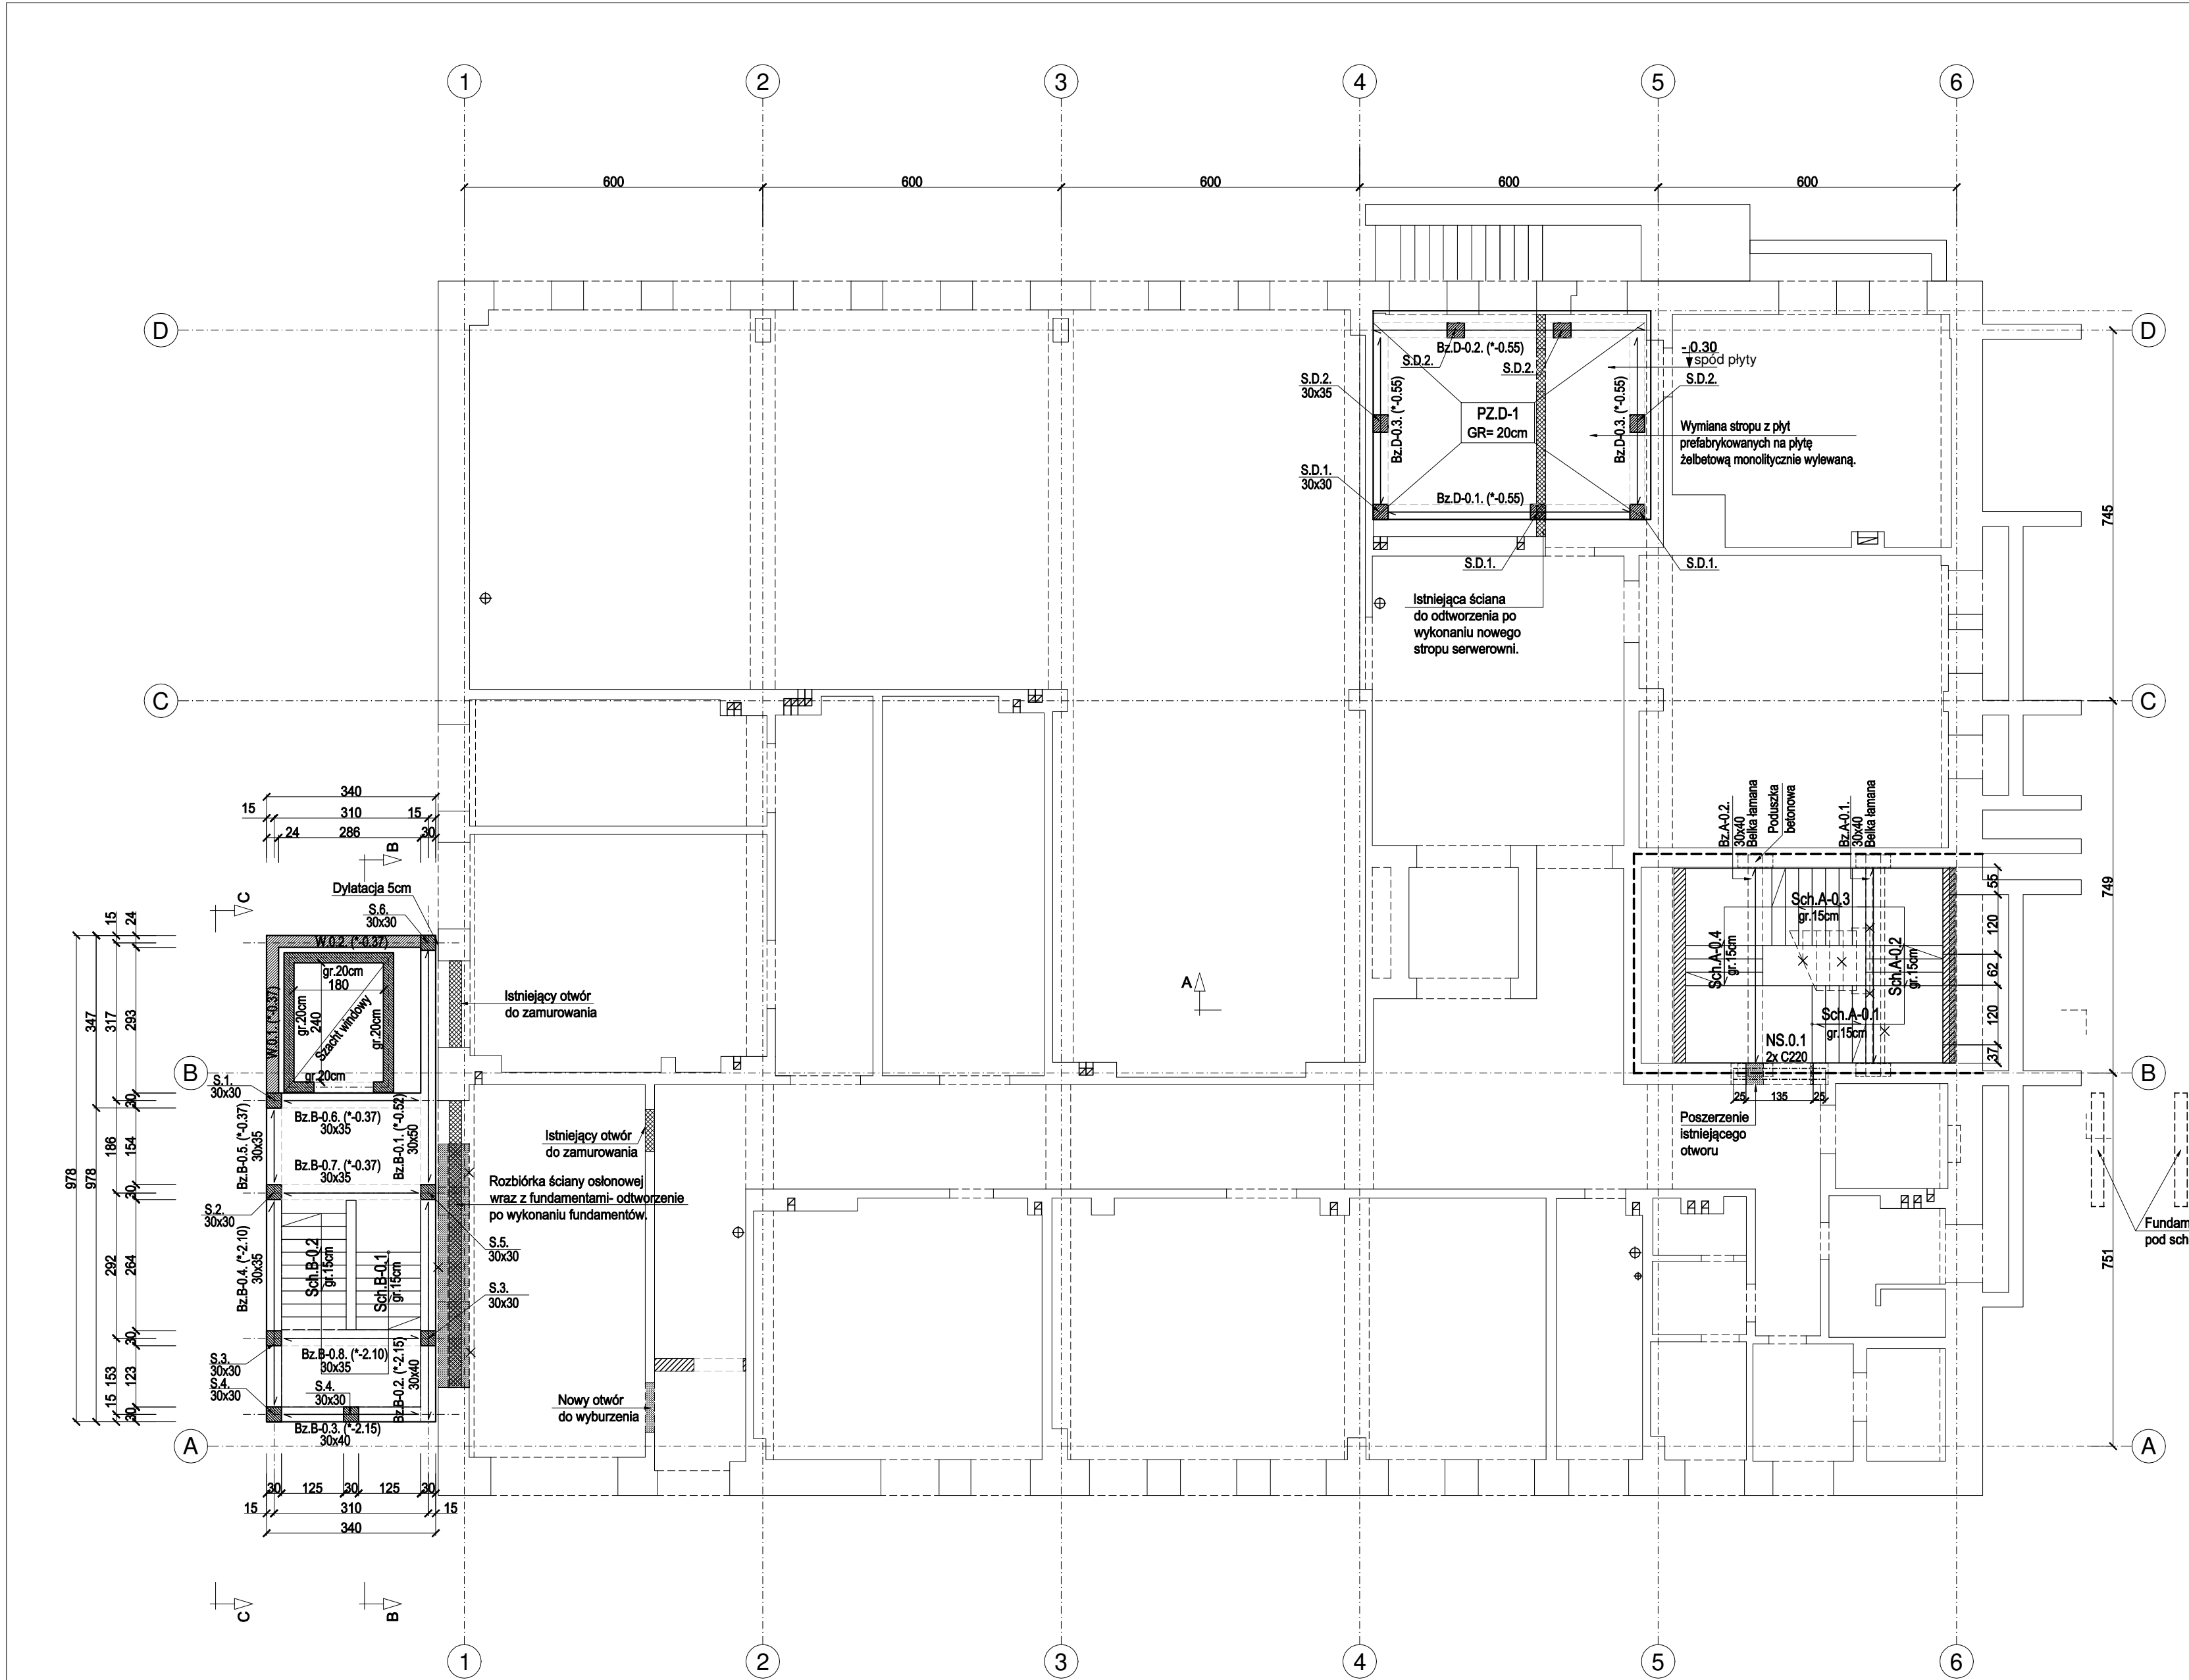 1
2
3
4
5
6
600
600
600
600
600
D
D
Bz.D-0.2. (*-0.55)
S.D.2.
S.D.2.
-0.30
spód płyty
S.D.2.
30x35
S.D.2.
Bz.D-0.3. (*-0.55)
Bz.D-0.3. (*-0.55)
PZ.D-1
GR= 20cm
Wymiana stropu z płyt
prefabrykowanych na płytę
żelbetową monolitycznie wylewaną.
S.D.1.
30x30
Bz.D-0.1. (*-0.55)
S.D.1.
S.D.1.
745
Istniejąca ściana
do odtworzenia po
wykonaniu nowego
stropu serwerowni.
C
C
340
15
310
15
24
286
30
B
Dylatacja 5cm
C
S.6.
30x30
Bz.A-0.2.
30x40
Belka łamana
Poduszka
betonowa
Bz.A-0.1.
30x40
Belka łamana
749
15
24
W.0.2. (*-0.37)
gr.20cm
180
W.0.1. (*-0.37)
gr.20cm
240
Szacht windowy
gr.20cm
gr.20cm
978
978
347
317
293
Istniejący otwór
do zamurowania
A
Sch.A-0.3
gr.15cm
Sch.A-0.4
gr.15cm
Sch.A-0.2
gr.15cm
Sch.A-0.1
gr.15cm
NS.0.1
2x C220
55
120
62
120
37
25
135
25
B
B
S.1.
30x30
30
Bz.B-0.6. (*-0.37)
30x35
Bz.B-0.5. (*-0.37)
30x35
Bz.B-0.1. (*-0.52)
30x50
Bz.B-0.7. (*-0.37)
30x35
186
154
30
Istniejący otwór
do zamurowania
Poszerzenie
istniejącego
otworu
Rozbiórka ściany osłonowej
wraz z fundamentami- odtworzenie
po wykonaniu fundamentów.
S.2.
30x30
S.5.
30x30
Bz.B-0.4. (*-2.10)
30x35
Sch.B-0.2
gr.15cm
Sch.B-0.1
gr.15cm
292
264
S.3.
30x30
Fundam
pod sch
751
30
S.3.
30x30
Bz.B-0.8. (*-2.10)
30x35
Bz.B-0.2. (*-2.15)
30x40
153
123
S.4.
30x30
S.4.
30x30
15
30
Bz.B-0.3. (*-2.15)
30x40
Nowy otwór
do wyburzenia
A
A
30
125
30
125
30
15
310
15
340
C
B
1
2
3
4
5
6